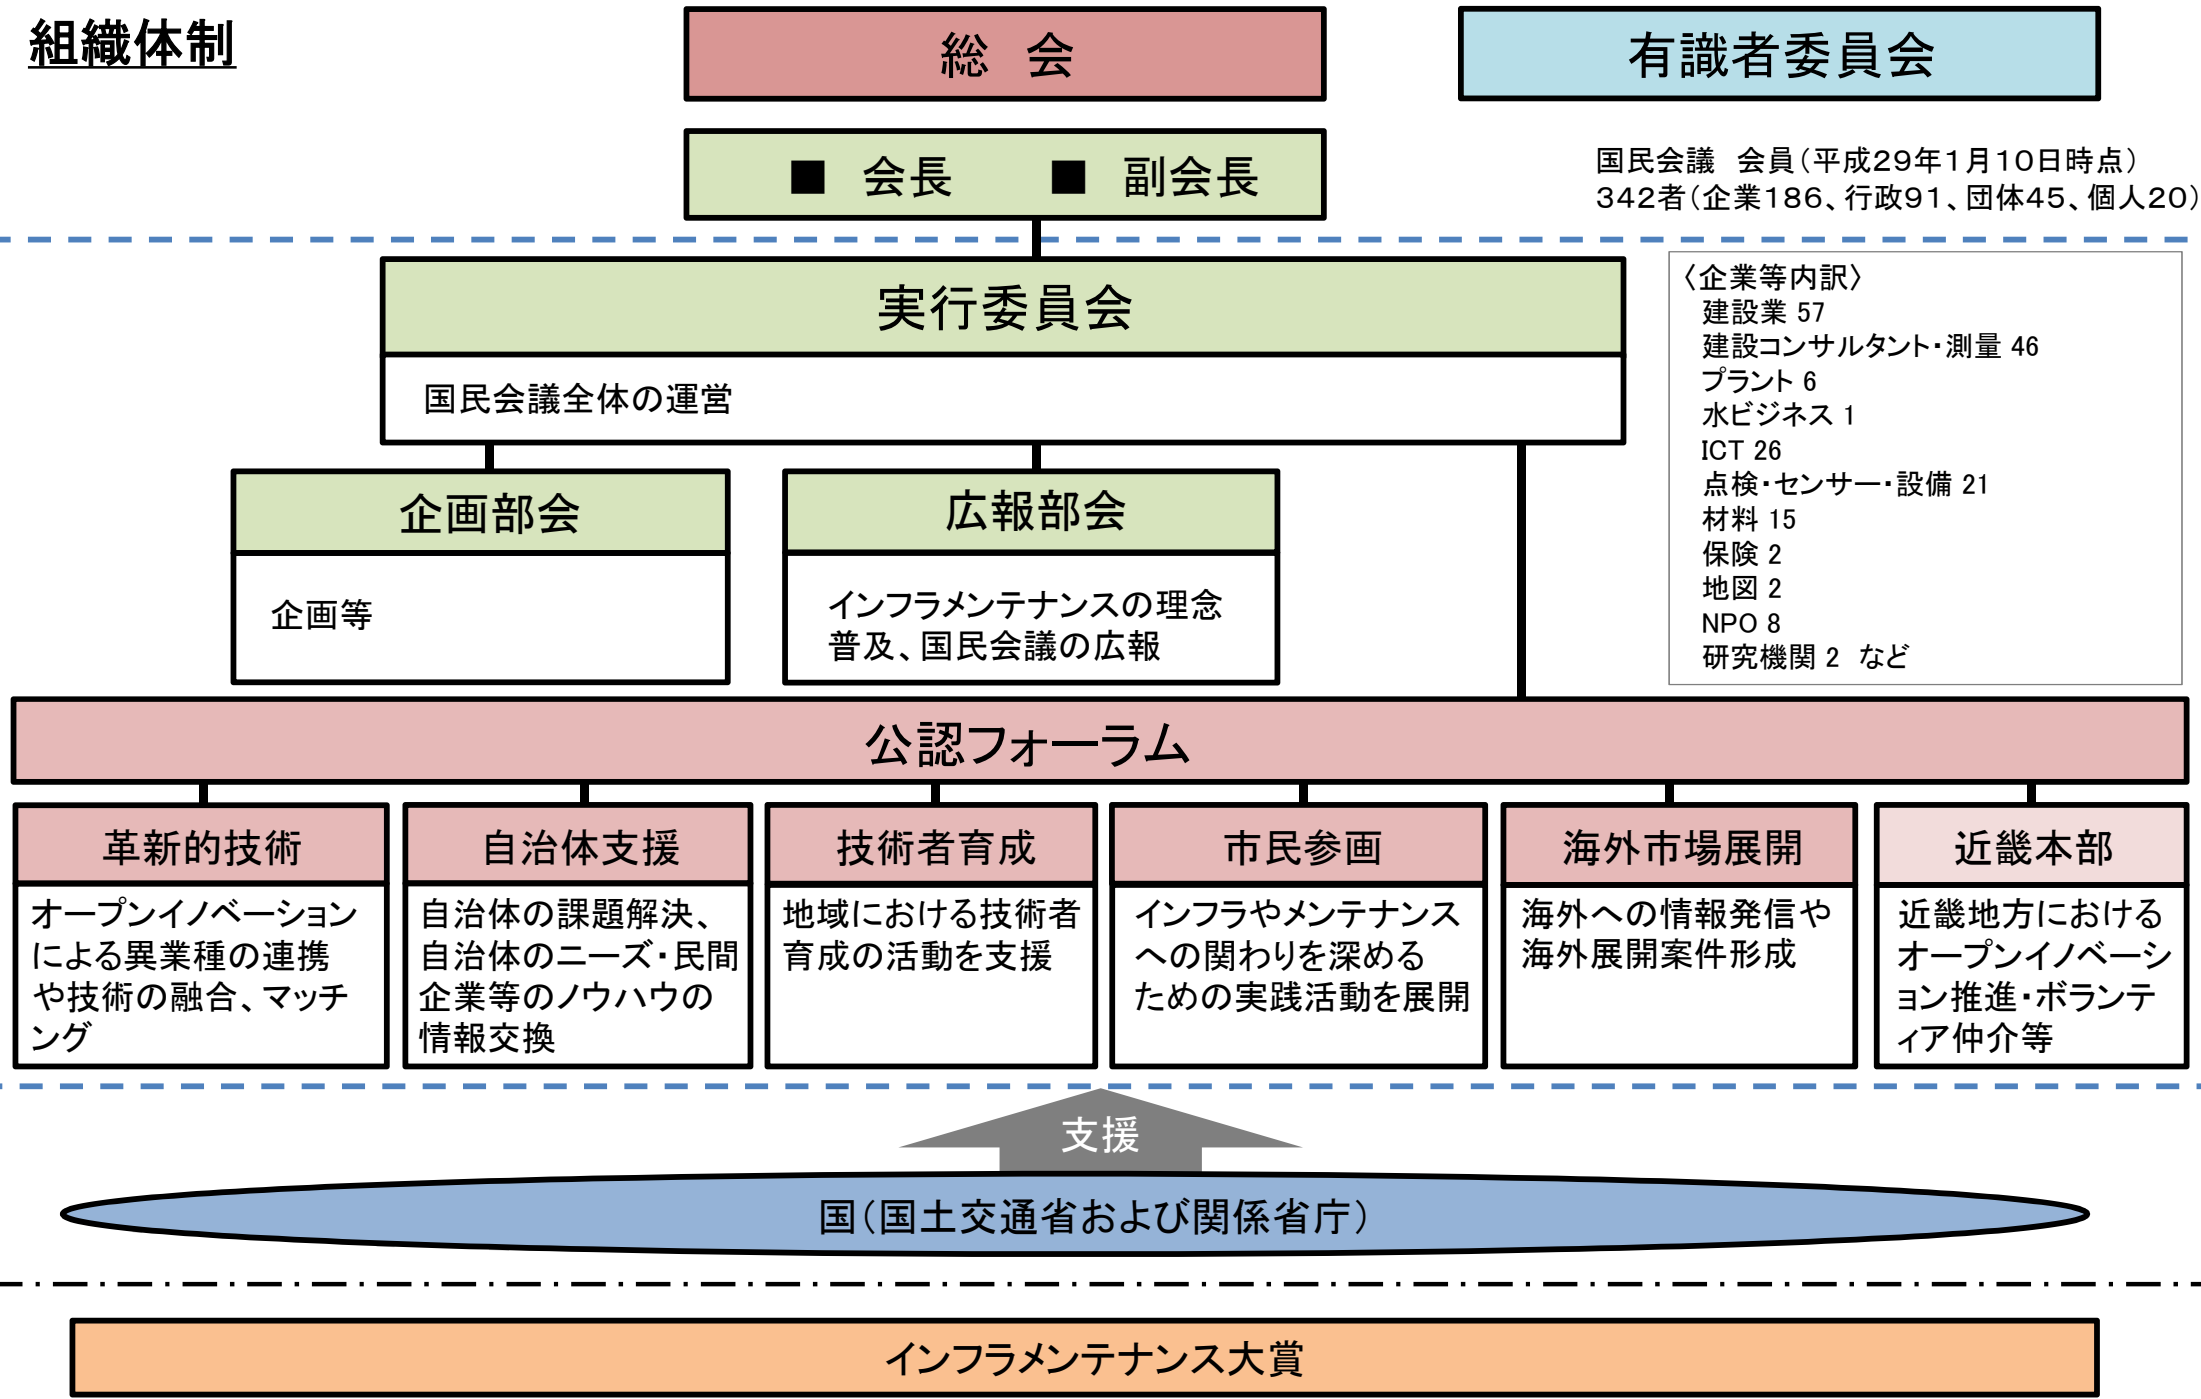 組織体制
総　会
有識者委員会
■　会長　　■　副会長
国民会議　会員（平成29年1月10日時点）
342者（企業186、行政91、団体45、個人20）
実行委員会
国民会議全体の運営
〈企業等内訳〉
建設業 57
建設コンサルタント・測量 46
プラント 6
水ビジネス 1
ICT 26
点検・センサー・設備 21
材料 15
保険 2
地図 2
NPO 8
研究機関 2　など
企画部会
企画等
広報部会
インフラメンテナンスの理念
普及、国民会議の広報
公認フォーラム
革新的技術
オープンイノベーション
による異業種の連携
や技術の融合、マッチ
ング
自治体支援
自治体の課題解決、
自治体のニーズ・民間
企業等のノウハウの
情報交換
技術者育成
地域における技術者
育成の活動を支援
市民参画
インフラやメンテナンス
への関わりを深める
ための実践活動を展開
海外市場展開
海外への情報発信や
海外展開案件形成
近畿本部
近畿地方における
オープンイノベーシ
ョン推進・ボランテ
ィア仲介等
支援
国（国土交通省および関係省庁）
インフラメンテナンス大賞